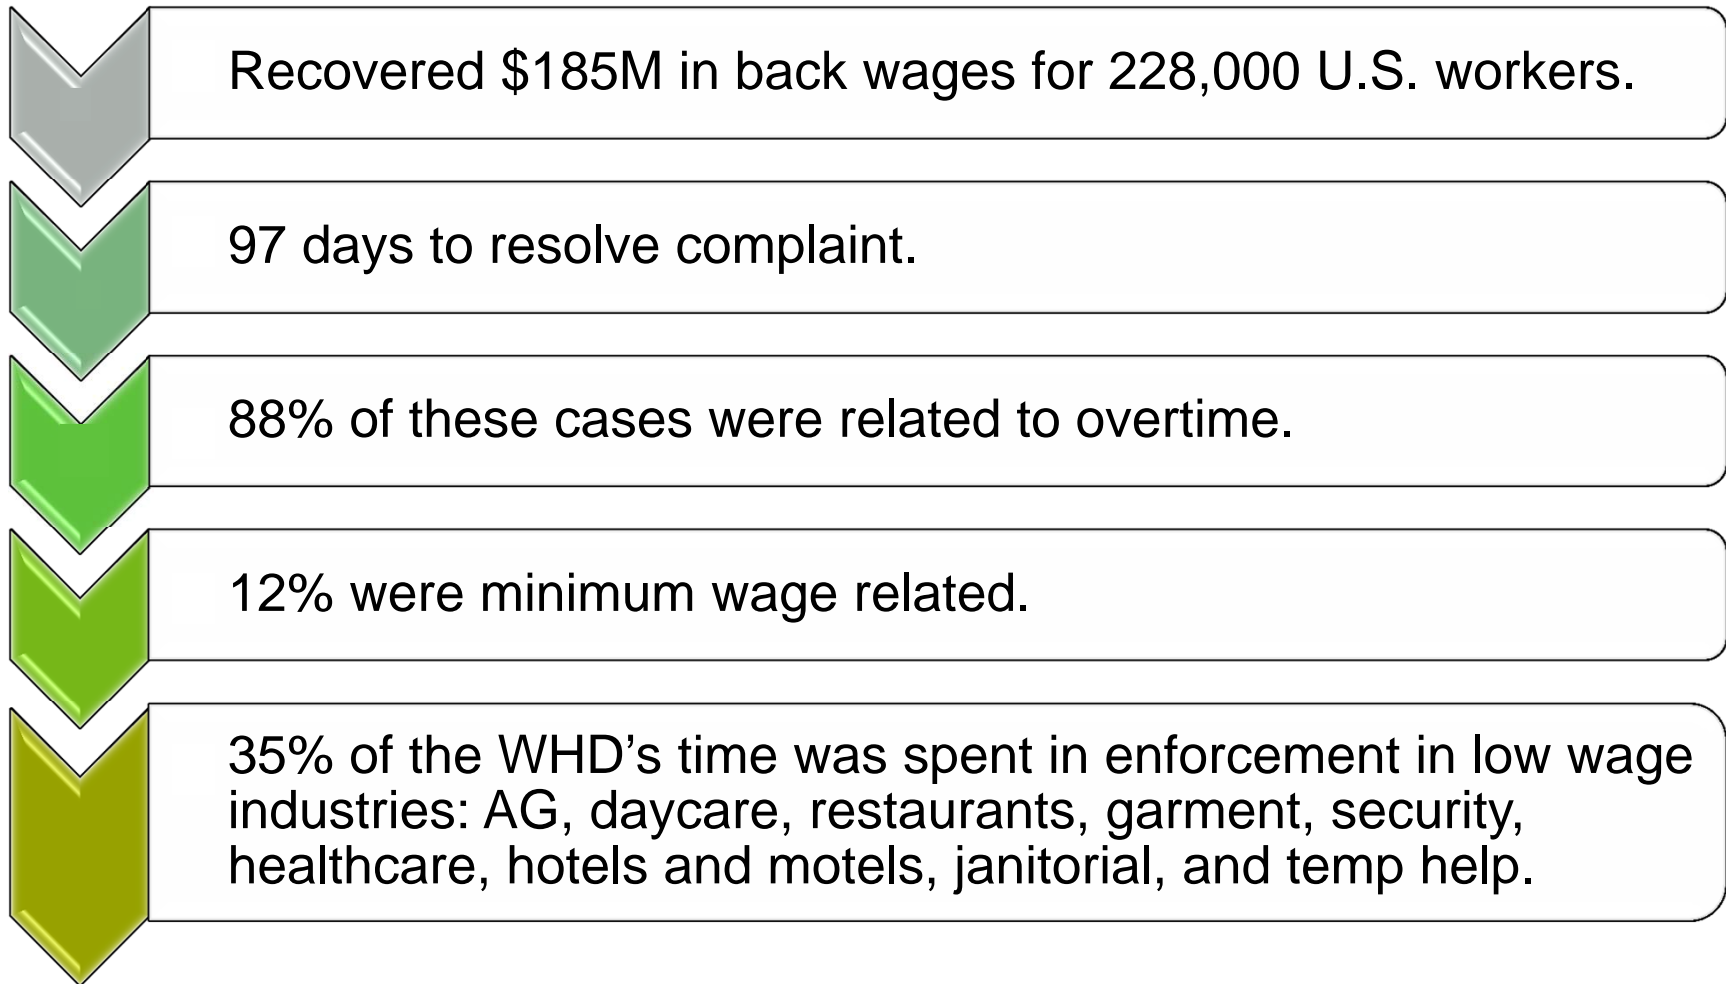 Recovered $185M in back wages for 228,000 U.S. workers.
97 days to resolve complaint.
88% of these cases were related to overtime.
12% were minimum wage related.
35% of the WHD’s time was spent in enforcement in low wage
industries: AG, daycare, restaurants, garment, security,
healthcare, hotels and motels, janitorial, and temp help.